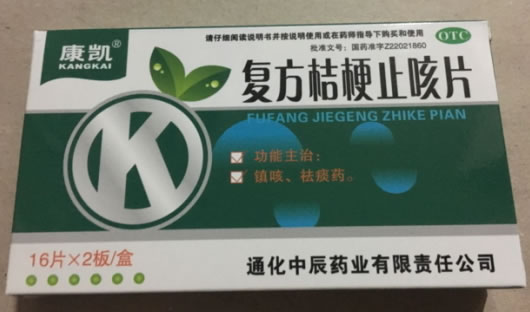 康凯®
KANGKAI
请仔细阅读说明书并按说明使用或在药师指导下购买和使用
批准文号：国药准字Z22021860
OTC
复方桔梗止咳片
FUFANG JIEGENG ZHIKE PIAN
K
功能主治：
镇咳、祛痰药。
16片×2板/盒
通化中辰药业有限责任公司